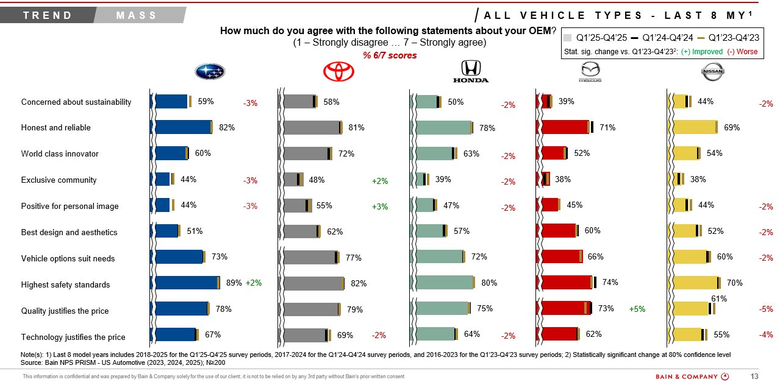 TREND MASS
/ ALL VEHICLE TYPES - LAST 8 MY¹
How much do you agree with the following statements about your OEM?
(1 – Strongly disagree … 7 – Strongly agree)
% 6/7 scores
Q1'25-Q4'25 Q1'24-Q4'24 Q1'23-Q4'23
Stat. sig. change vs. Q1'23-Q4'23²: (+) Improved (-) Worse
HONDA NISSAN
Concerned about sustainability 59% -3% 58% 50% -2% 39% 44% -2%
Honest and reliable 82% 81% 78% 71% 69%
World class innovator 60% 72% 63% -2% 52% 54%
Exclusive community 44% -3% 48% +2% 39% -2% 38% 38%
Positive for personal image 44% -3% 55% +3% 47% -2% 45% 44% -2%
Best design and aesthetics 51% 62% 57% 60% 52% -2%
Vehicle options suit needs 73% 77% 72% 66% 60% -2%
Highest safety standards 89% +2% 82% 80% 74% 70%
Quality justifies the price 78% 79% 75% 73% +5% 61% -5%
Technology justifies the price 67% 69% -2% 64% -2% 62% 55% -4%
Note(s): 1) Last 8 model years includes 2018-2025 for the Q1'25-Q4'25 survey periods, 2017-2024 for the Q1'24-Q4'24 survey periods, and 2016-2023 for the Q1'23-Q4'23 survey periods; 2) Statistically significant change at 80% confidence level
Source: Bain NPS PRISM - US Automotive (2023, 2024, 2025); N≥200
This information is confidential and was prepared by Bain & Company solely for the use of our client; it is not to be relied on by any 3rd party without Bain's prior written consent
BAIN & COMPANY 13